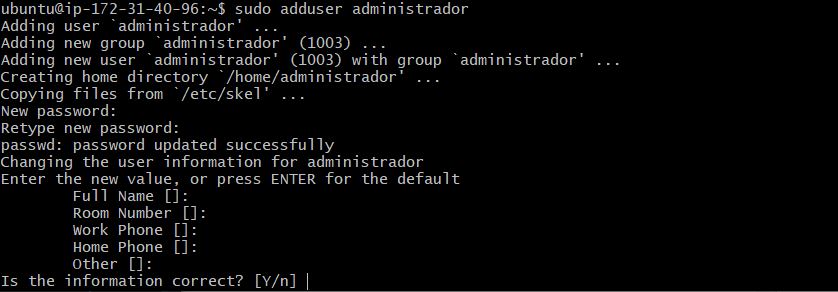 ubuntu@ip-172-31-40-96:~$ sudo adduser administrador
Adding user `administrador' ...
Adding new group `administrador' (1003) ...
Adding new user `administrador' (1003) with group `administrador' ...
Creating home directory `/home/administrador' ...
Copying files from `/etc/skel' ...
New password:
Retype new password:
passwd: password updated successfully
Changing the user information for administrador
Enter the new value, or press ENTER for the default
        Full Name []:
        Room Number []:
        Work Phone []:
        Home Phone []:
        Other []:
Is the information correct? [Y/n]